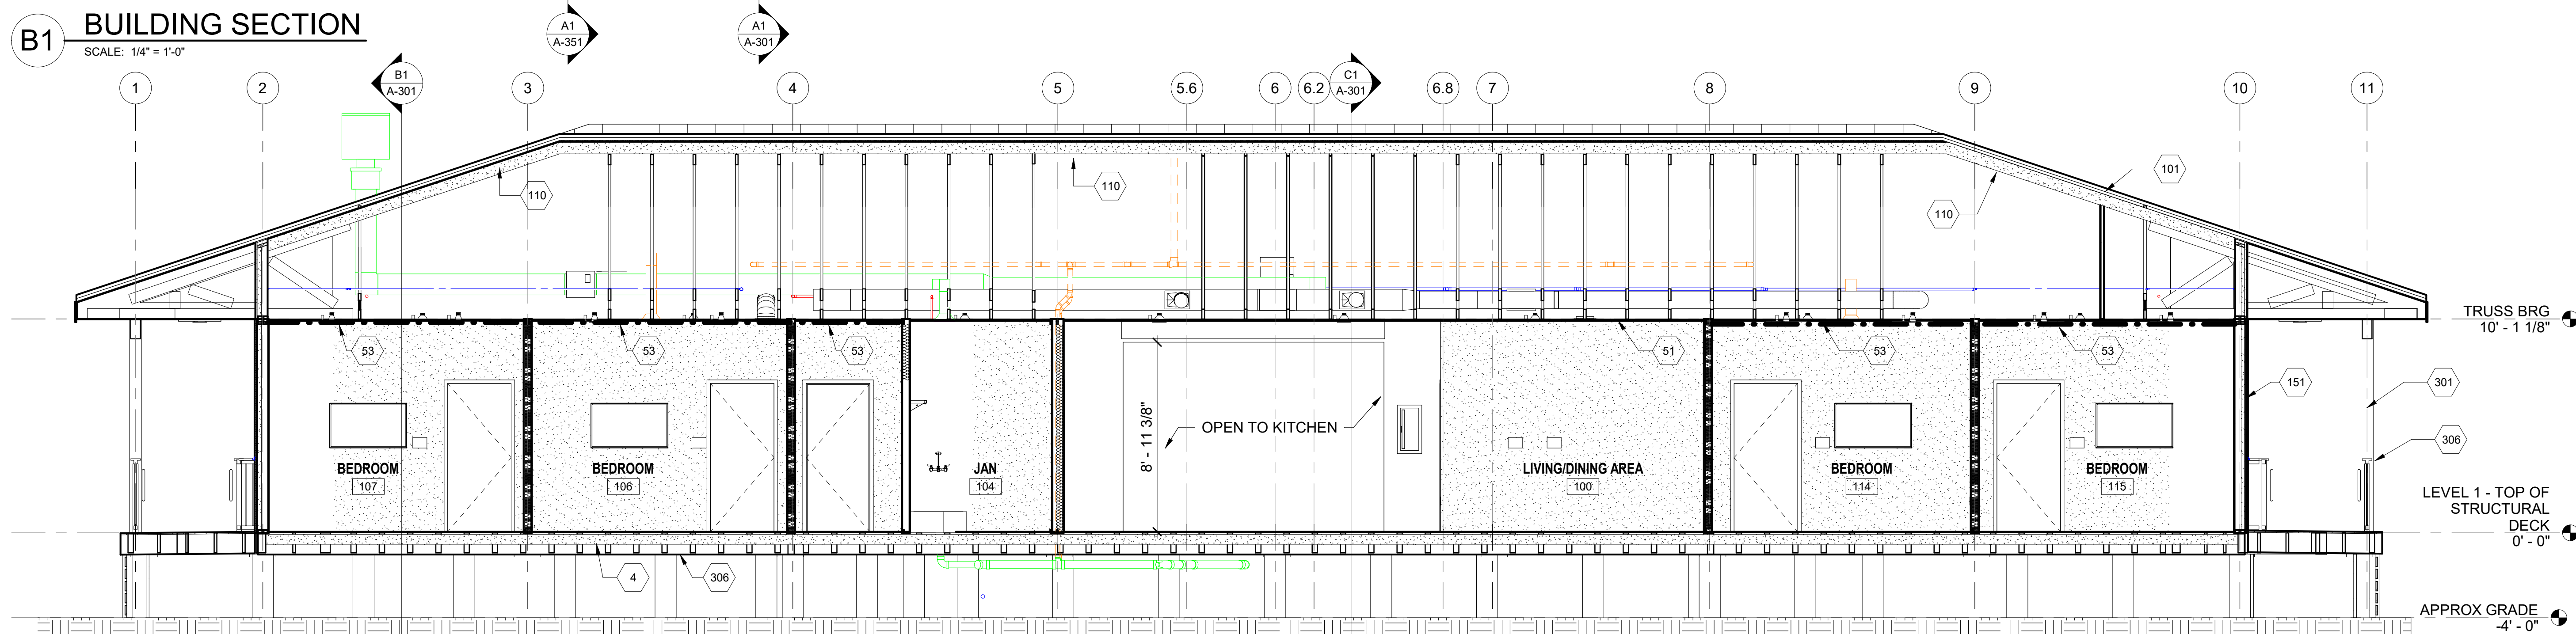 B1
BUILDING SECTION
SCALE: 1/4" = 1'-0"
A1
A-351
A1
A-301
B1
A-301
C1
A-301
1
2
3
4
5
5.6
6
6.2
6.8
7
8
9
10
11
110
110
110
101
TRUSS BRG
10' - 1 1/8"
53
53
53
51
53
53
151
301
306
8' - 11 3/8"
OPEN TO KITCHEN
BEDROOM
107
BEDROOM
106
JAN
104
LIVING/DINING AREA
100
BEDROOM
114
BEDROOM
115
LEVEL 1 - TOP OF
STRUCTURAL
DECK
0' - 0"
4
306
APPROX GRADE
-4' - 0"